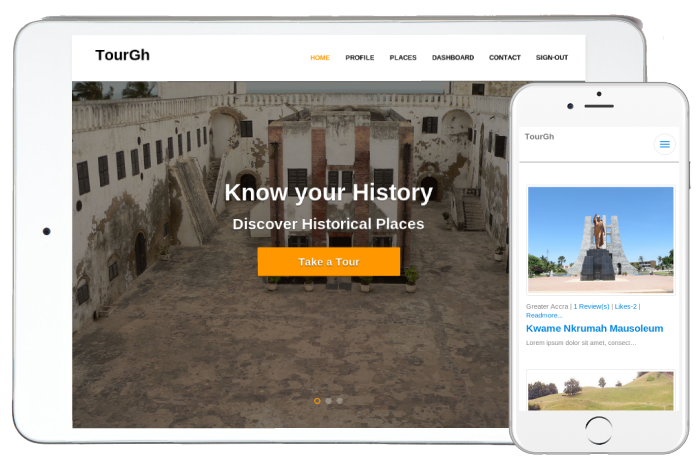 TourGh
HOME PROFILE PLACES DASHBOARD CONTACT SIGN-OUT
Know your History
Discover Historical Places
Take a Tour
TourGh
Greater Accra | 1 Review(s) | Likes-2 |
Readmore...
Kwame Nkrumah Mausoleum
Lorem ipsum dolor sit amet, consect...